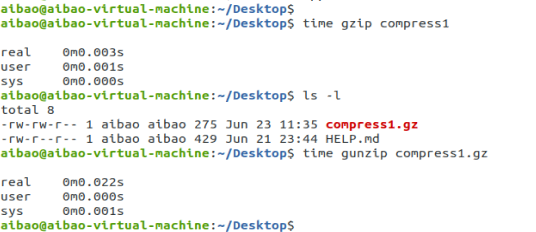 aibao@aibao-virtual-machine:~/Desktop$
aibao@aibao-virtual-machine:~/Desktop$ time gzip compress1

real    0m0.003s
user    0m0.001s
sys     0m0.000s
aibao@aibao-virtual-machine:~/Desktop$ ls -l
total 8
-rw-rw-r-- 1 aibao aibao 275 Jun 23 11:35 compress1.gz
-rw-r--r-- 1 aibao aibao 429 Jun 21 23:44 HELP.md
aibao@aibao-virtual-machine:~/Desktop$ time gunzip compress1.gz

real    0m0.022s
user    0m0.000s
sys     0m0.001s
aibao@aibao-virtual-machine:~/Desktop$